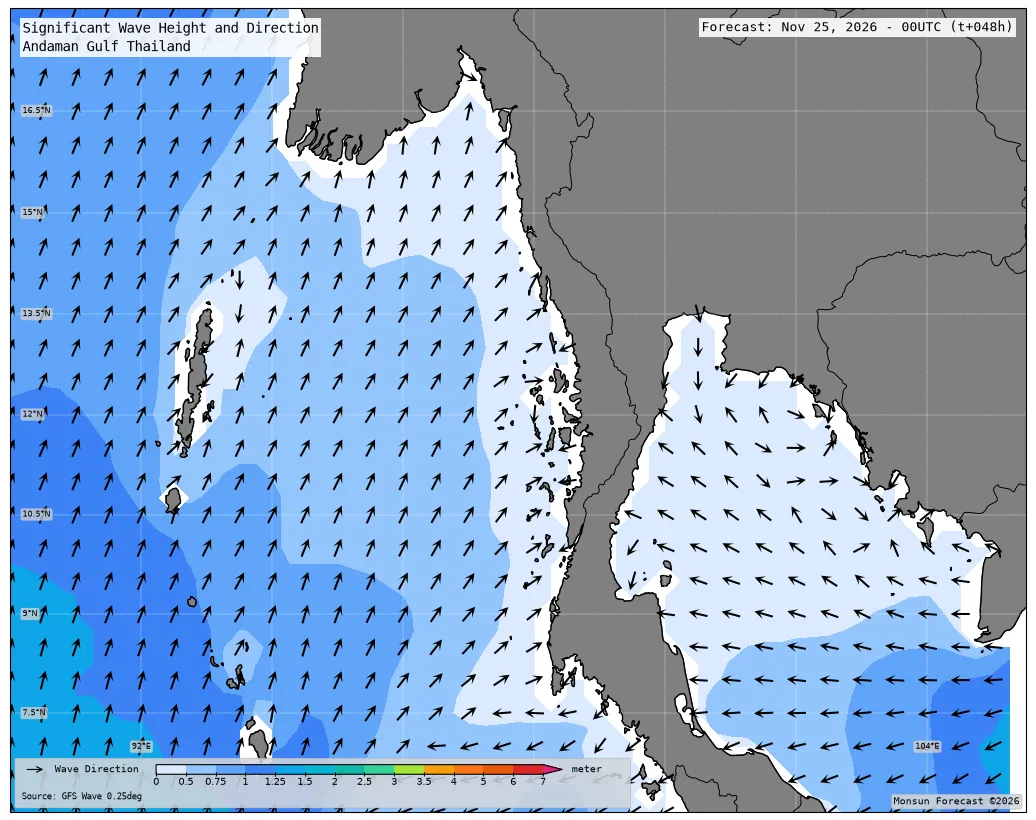 Significant Wave Height and Direction
Andaman Gulf Thailand
Forecast: Nov 25, 2026 - 00UTC (t+048h)
16.5°N
15°N
13.5°N
12°N
10.5°N
9°N
7.5°N
92°E
104°E
Wave Direction
0.5 0.75 1 1.25 1.5 2 2.5 3 3.5 4 5 6 7
meter
Source: GFS Wave 0.25deg
Monsun Forecast ©2026